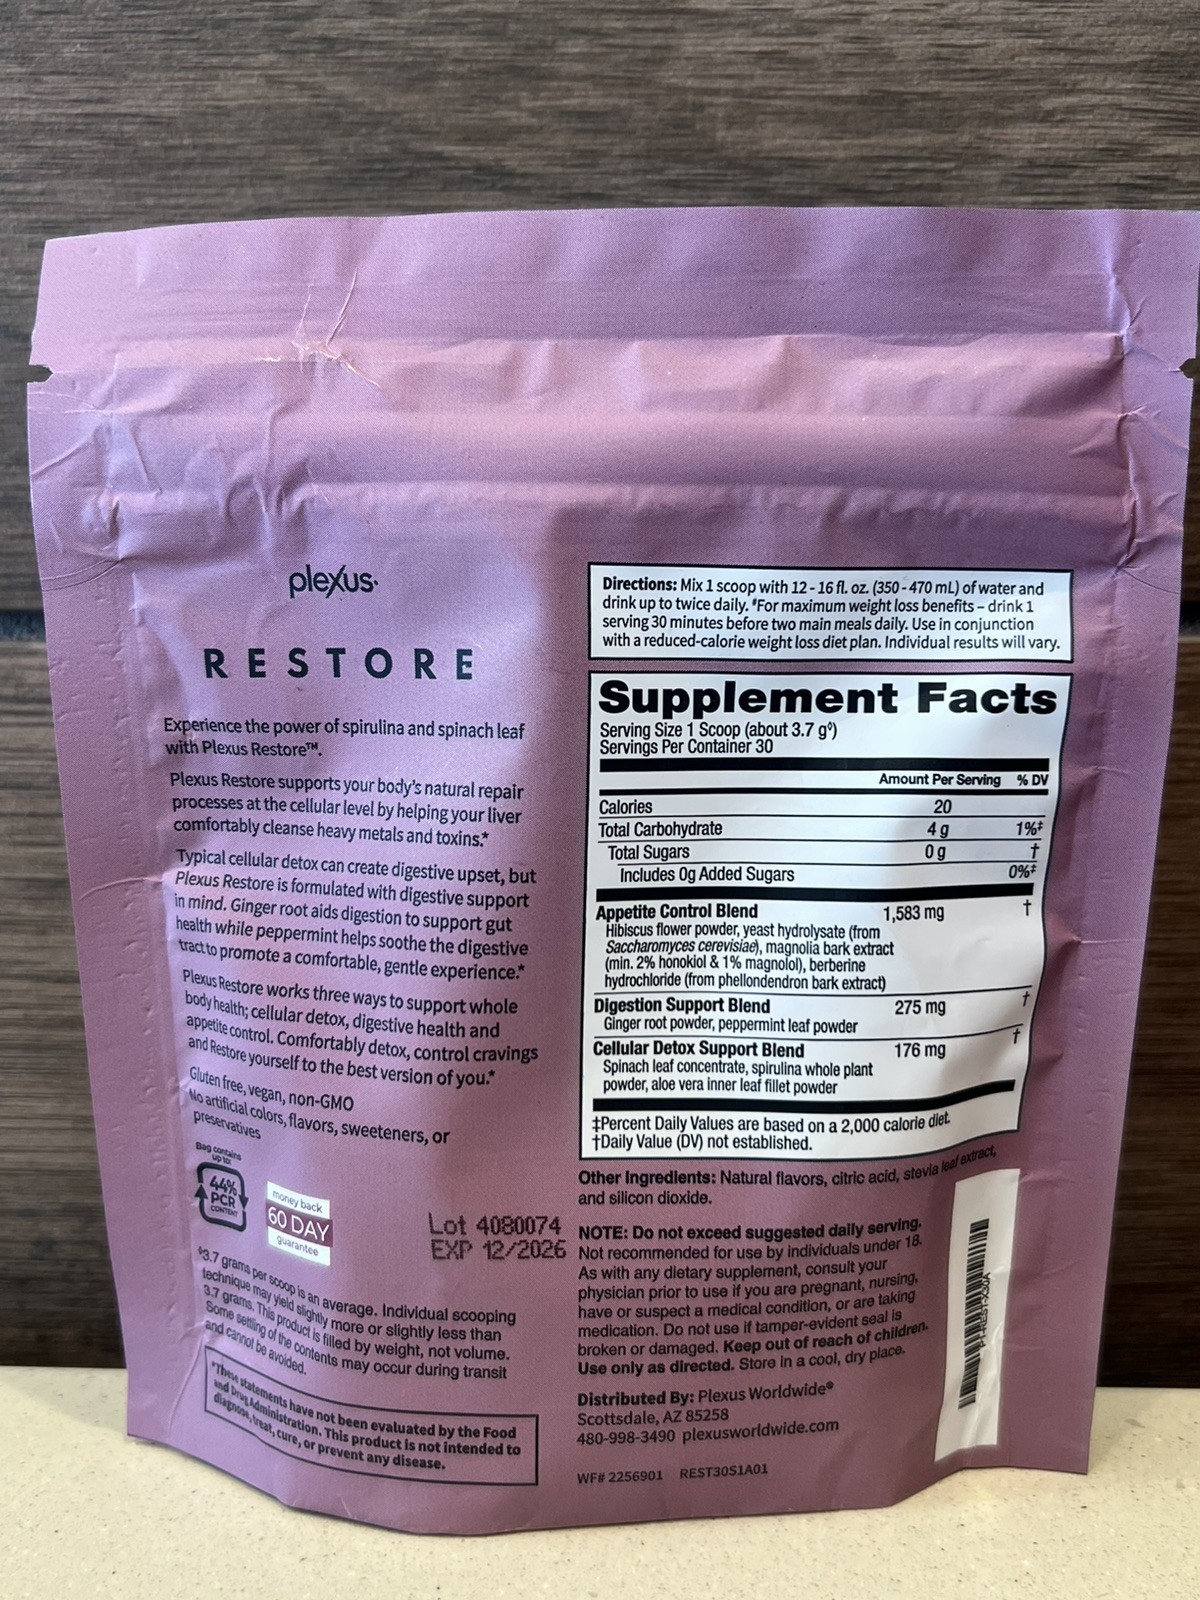 plexus®
RESTORE
Experience the power of spirulina and spinach leaf
with Plexus Restore™.
Plexus Restore supports your body's natural repair
processes at the cellular level by helping your liver
comfortably cleanse heavy metals and toxins.*
Typical cellular detox can create digestive upset, but
Plexus Restore is formulated with digestive support
in mind. Ginger root aids digestion to support gut
health while peppermint helps soothe the digestive
tract to promote a comfortable, gentle experience.*
Plexus Restore works three ways to support whole
body health; cellular detox, digestive health and
appetite control. Comfortably detox, control cravings
and Restore yourself to the best version of you.*
Gluten free, vegan, non-GMO
No artificial colors, flavors, sweeteners, or
preservatives
Bag contains
up to:
44%
PCR
CONTENT
money back
60 DAY
guarantee
Lot 4080074
EXP 12/2026
◊3.7 grams per scoop is an average. Individual scooping
technique may yield slightly more or slightly less than
3.7 grams. This product is filled by weight, not volume.
Some settling of the contents may occur during transit
and cannot be avoided.
*These statements have not been evaluated by the Food
and Drug Administration. This product is not intended to
diagnose, treat, cure, or prevent any disease.
Directions: Mix 1 scoop with 12 - 16 fl. oz. (350 - 470 mL) of water and
drink up to twice daily. #For maximum weight loss benefits – drink 1
serving 30 minutes before two main meals daily. Use in conjunction
with a reduced-calorie weight loss diet plan. Individual results will vary.
Supplement Facts
Serving Size 1 Scoop (about 3.7 g◊)
Servings Per Container 30
Amount Per Serving % DV
Calories 20
Total Carbohydrate 4 g 1%‡
Total Sugars 0 g †
Includes 0g Added Sugars 0%‡
Appetite Control Blend 1,583 mg †
Hibiscus flower powder, yeast hydrolysate (from
Saccharomyces cerevisiae), magnolia bark extract
(min. 2% honokiol & 1% magnolol), berberine
hydrochloride (from phellondendron bark extract)
Digestion Support Blend 275 mg †
Ginger root powder, peppermint leaf powder
Cellular Detox Support Blend 176 mg †
Spinach leaf concentrate, spirulina whole plant
powder, aloe vera inner leaf fillet powder
‡Percent Daily Values are based on a 2,000 calorie diet.
†Daily Value (DV) not established.
Other Ingredients: Natural flavors, citric acid, stevia leaf extract,
and silicon dioxide.
NOTE: Do not exceed suggested daily serving.
Not recommended for use by individuals under 18.
As with any dietary supplement, consult your
physician prior to use if you are pregnant, nursing,
have or suspect a medical condition, or are taking
medication. Do not use if tamper-evident seal is
broken or damaged. Keep out of reach of children.
Use only as directed. Store in a cool, dry place.
Distributed By: Plexus Worldwide®
Scottsdale, AZ 85258
480-998-3490 plexusworldwide.com
WF# 2256901 REST30S1A01